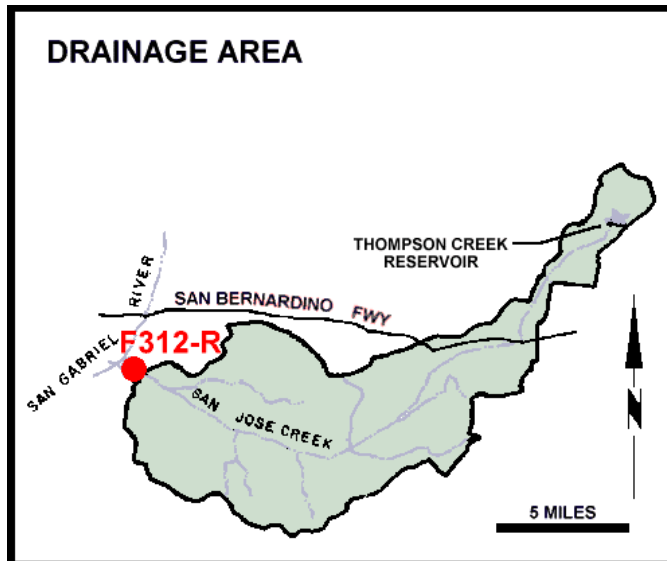 DRAINAGE AREA
THOMPSON CREEK
RESERVOIR
SAN BERNARDINO FWY
SAN GABRIEL RIVER
F312-R
SAN JOSE CREEK
N
5 MILES